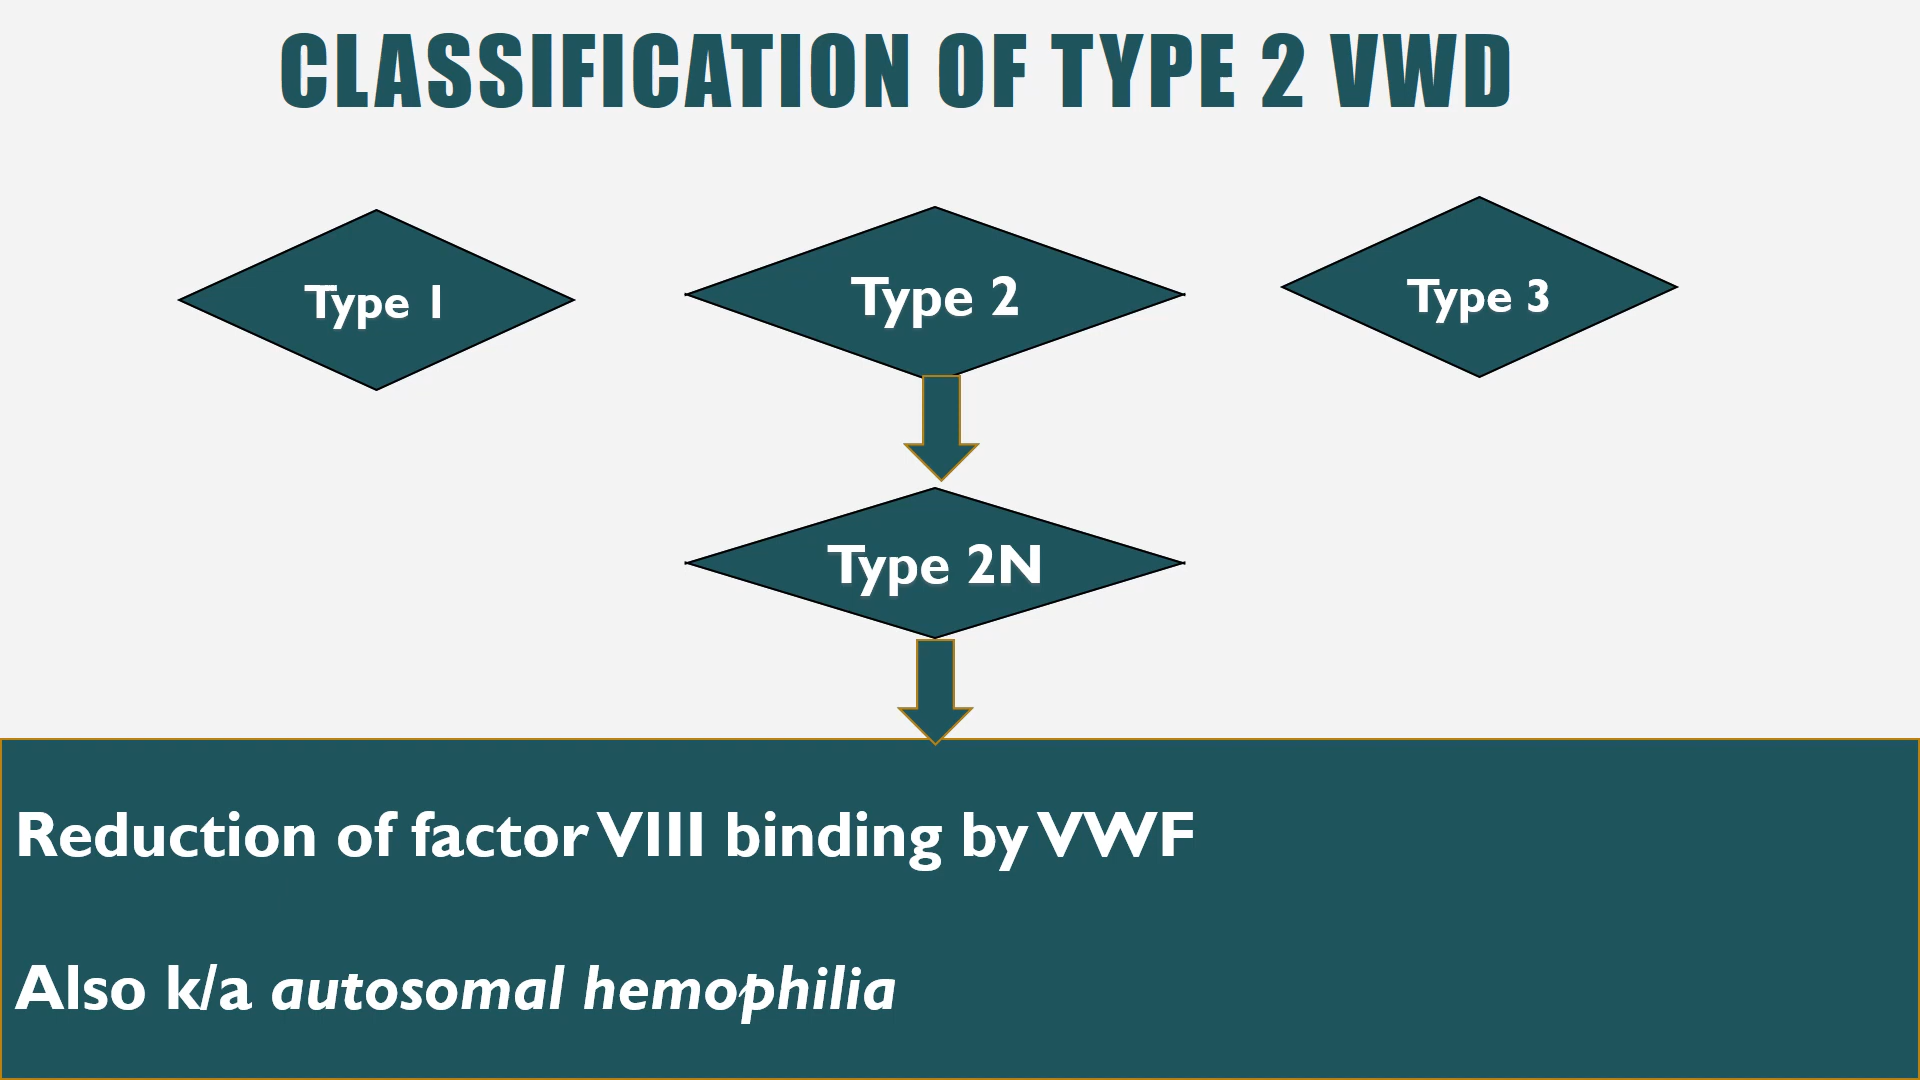 CLASSIFICATION OF TYPE 2 VWD
Type 1
Type 2
Type 3
Type 2N
Reduction of factor VIII binding by VWF
Also k/a autosomal hemophilia